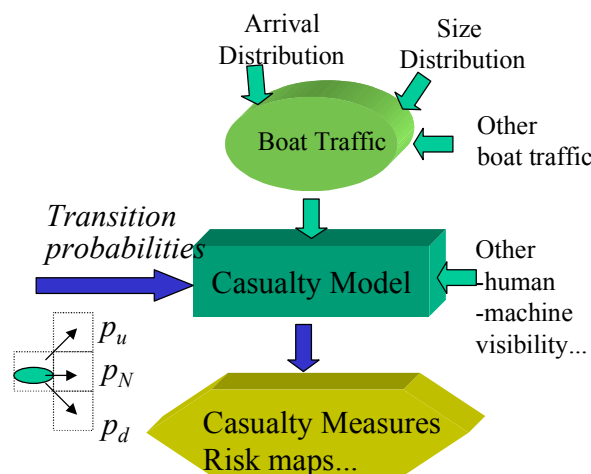 Arrival
Distribution
Size
Distribution
Boat Traffic
Other
boat traffic
Transition
probabilities
Casualty Model
Other
-human
-machine
visibility...
p_u
p_N
p_d
Casualty Measures
Risk maps...